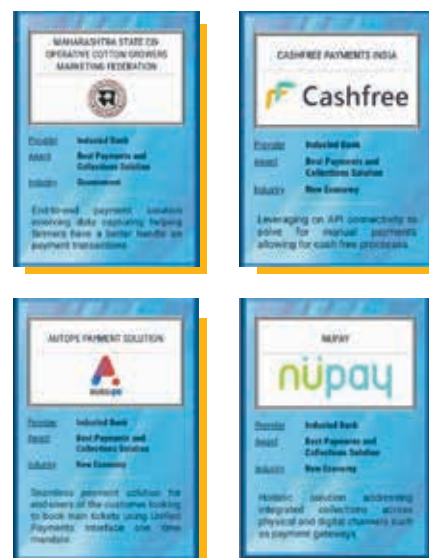 MAHARASHTRA STATE CO-
OPERATIVE COTTON GROWERS
MARKETING FEDERATION
Provider IndusInd Bank
Award Best Payments and
Collections Solution
Industry Government
End-to-end payment solution
involving data capturing helping
farmers have a better handle on
payment transactions
CASHFREE PAYMENTS INDIA
Cashfree
Provider IndusInd Bank
Award Best Payments and
Collections Solution
Industry New Economy
Leveraging on API connectivity to
solve for manual payments
allowing for cash free processes
AUTOPE PAYMENT SOLUTION
Provider IndusInd Bank
Award Best Payments and
Collections Solution
Industry New Economy
Seamless payment solution for
end-users of the customer looking
to book train tickets using Unified
Payments Interface one time
mandate
NUPAY
nüpay
Provider IndusInd Bank
Award Best Payments and
Collections Solution
Industry New Economy
Holistic solution addressing
integrated collections across
physical and digital channels such
as payment gateways